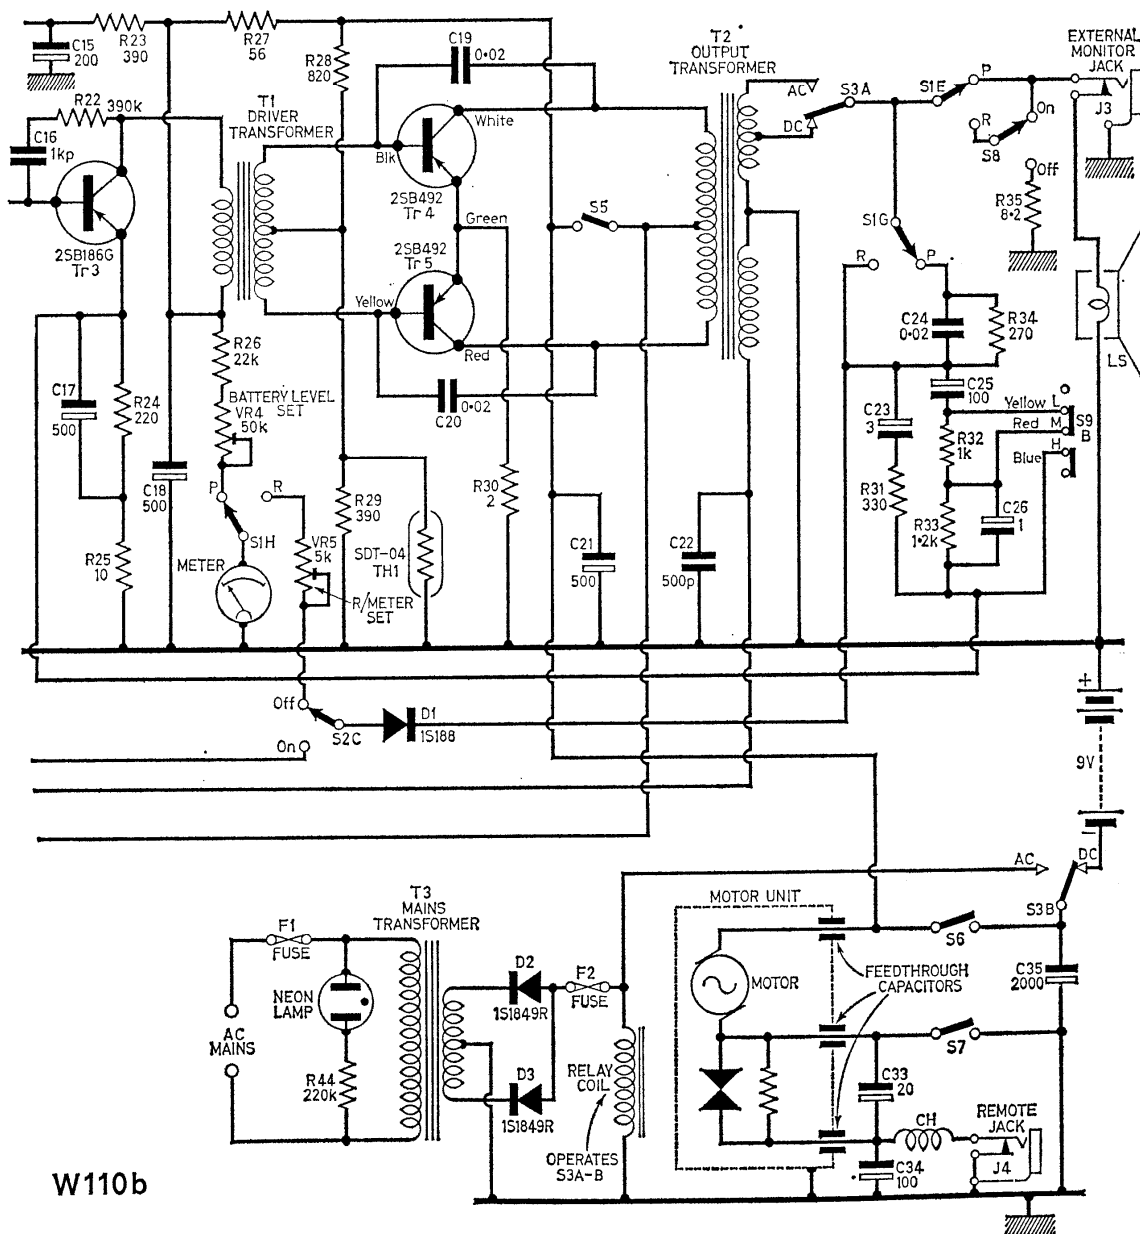 C15
200
R23
390
R27
56
R28
820
C19
0·02
T2
OUTPUT
TRANSFORMER
EXTERNAL
MONITOR
JACK
J3
AC
DC
S3A
S1E
P
On
R
S8
Off
R35
8·2
R22
390k
C16
1kp
T1
DRIVER
TRANSFORMER
White
Blk
2SB492
Tr 4
Green
2SB492
Tr 5
Yellow
Red
2SB186G
Tr 3
S5
S1G
R
P
C24
0·02
R34
270
LS
C20
0·02
R26
22k
BATTERY LEVEL
SET
VR4
50k
C17
500
R24
220
C18
500
R25
10
P
R
S1H
METER
VR5
5k
R/METER
SET
R29
390
SDT-04
TH1
R30
2
C21
500
C22
500p
C23
3
R31
330
C25
100
R32
1k
R33
1·2k
C26
1
Yellow
L
Red
M
Blue
H
S9
B
Off
S2C
On
D1
1S188
+
9V
−
AC
DC
S3B
T3
MAINS
TRANSFORMER
F1
FUSE
NEON
LAMP
AC
MAINS
R44
220k
D2
1S1849R
F2
FUSE
D3
1S1849R
RELAY
COIL
OPERATES
S3A-B
MOTOR UNIT
MOTOR
FEEDTHROUGH
CAPACITORS
S6
S7
C35
2000
C33
20
CH
C34
100
REMOTE
JACK
J4
W110b